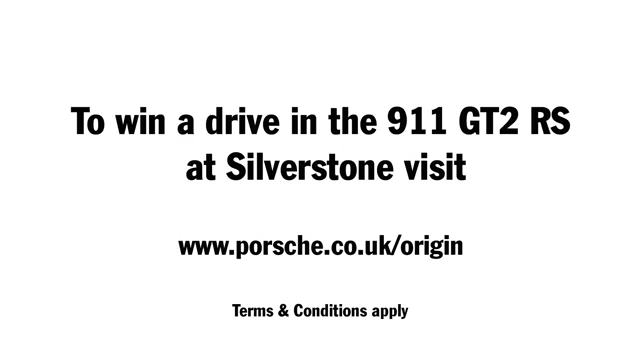 To win a drive in the 911 GT2 RS
at Silverstone visit
www.porsche.co.uk/origin
Terms & Conditions apply